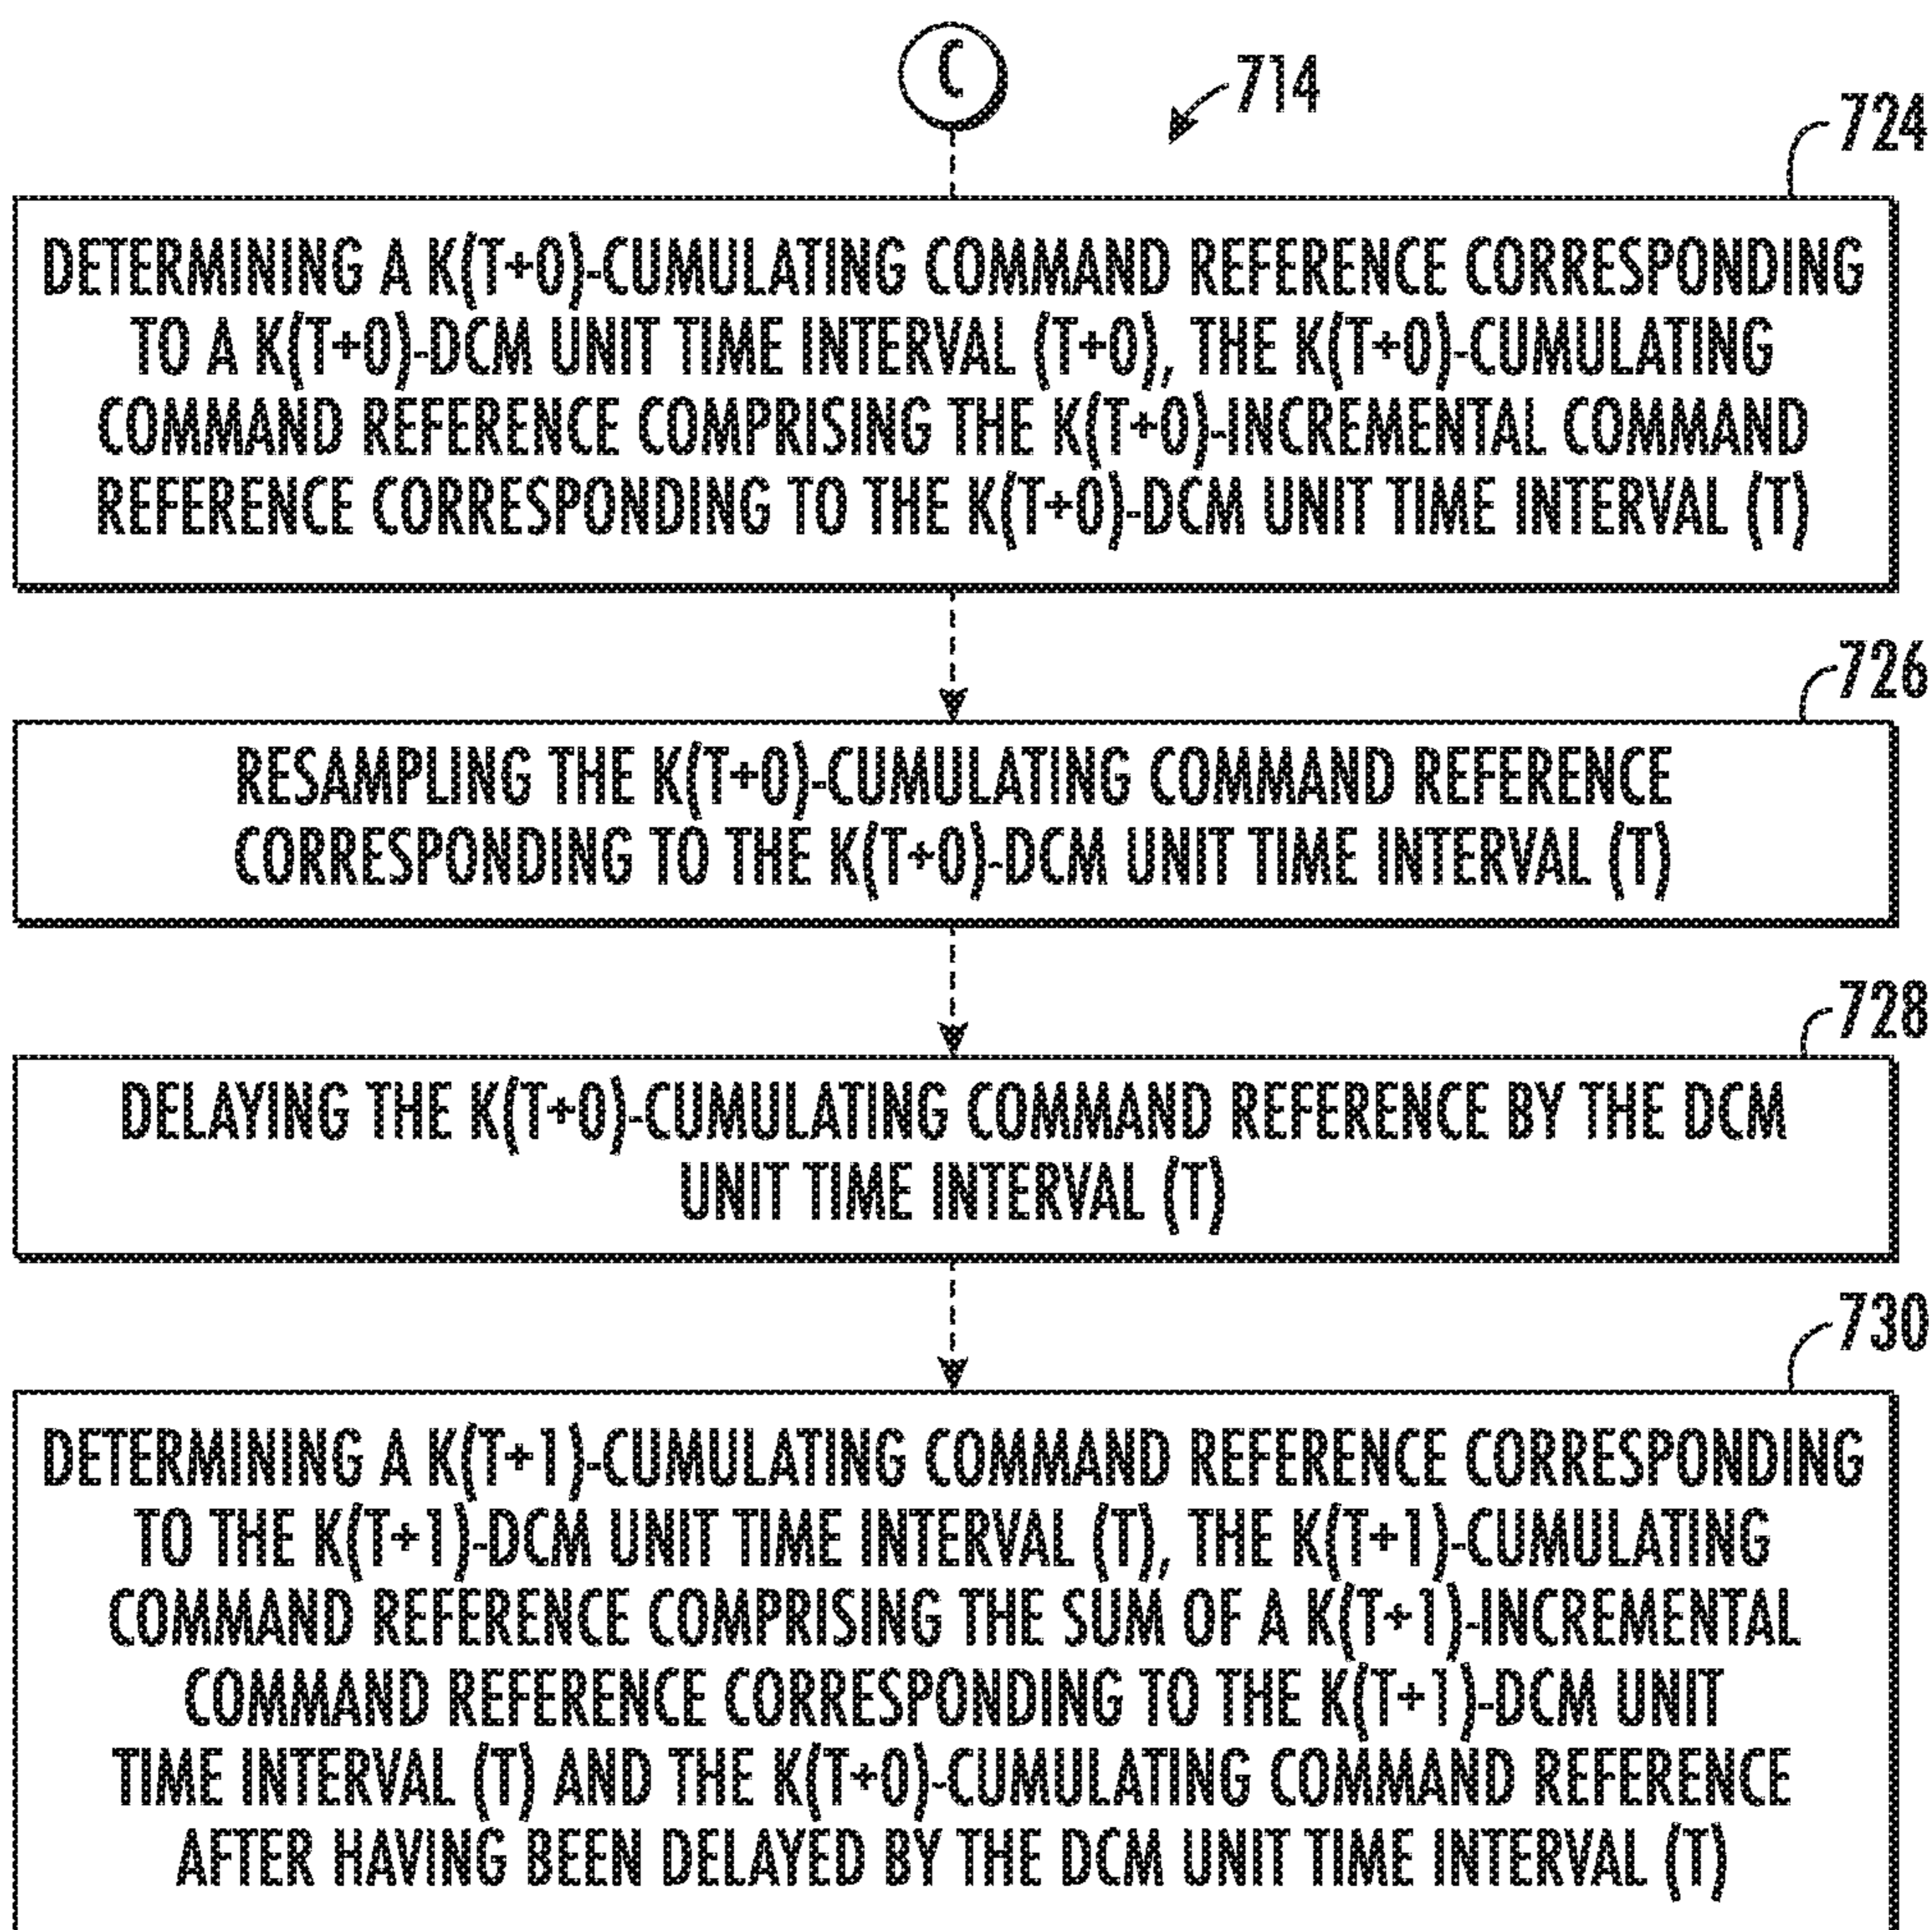 C
714
724
DETERMINING A K(T+0)-CUMULATING COMMAND REFERENCE CORRESPONDING
TO A K(T+0)-DCM UNIT TIME INTERVAL (T+0), THE K(T+0)-CUMULATING
COMMAND REFERENCE COMPRISING THE K(T+0)-INCREMENTAL COMMAND
REFERENCE CORRESPONDING TO THE K(T+0)-DCM UNIT TIME INTERVAL (T)
726
RESAMPLING THE K(T+0)-CUMULATING COMMAND REFERENCE
CORRESPONDING TO THE K(T+0)-DCM UNIT TIME INTERVAL (T)
728
DELAYING THE K(T+0)-CUMULATING COMMAND REFERENCE BY THE DCM
UNIT TIME INTERVAL (T)
730
DETERMINING A K(T+1)-CUMULATING COMMAND REFERENCE CORRESPONDING
TO THE K(T+1)-DCM UNIT TIME INTERVAL (T), THE K(T+1)-CUMULATING
COMMAND REFERENCE COMPRISING THE SUM OF A K(T+1)-INCREMENTAL
COMMAND REFERENCE CORRESPONDING TO THE K(T+1)-DCM UNIT
TIME INTERVAL (T) AND THE K(T+0)-CUMULATING COMMAND REFERENCE
AFTER HAVING BEEN DELAYED BY THE DCM UNIT TIME INTERVAL (T)